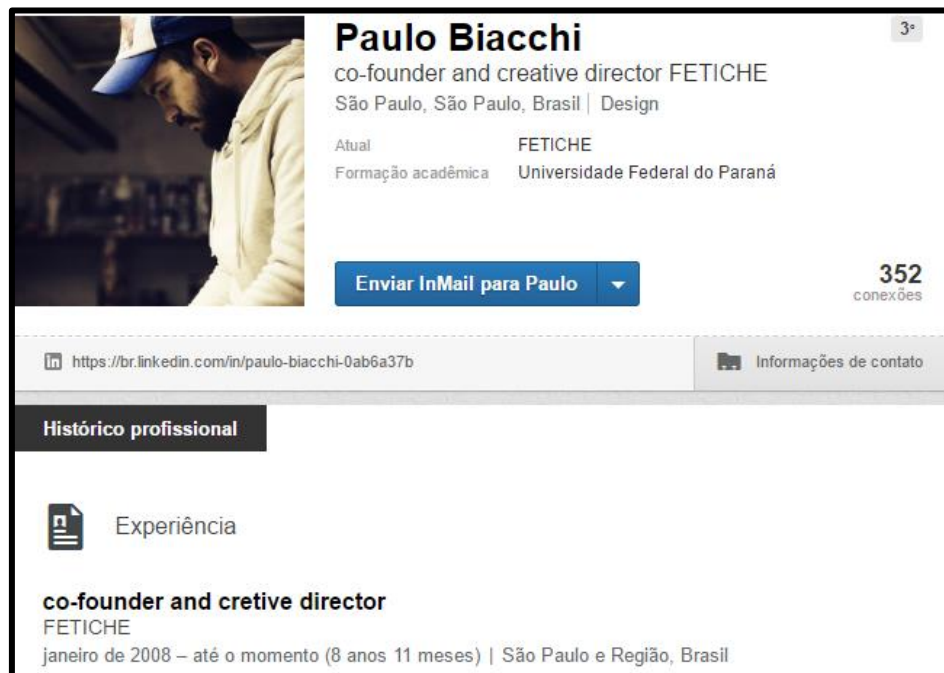 Paulo Biacchi
3º
co-founder and creative director FETICHE
São Paulo, São Paulo, Brasil | Design
Atual FETICHE
Formação acadêmica Universidade Federal do Paraná
Enviar InMail para Paulo
352
conexões
in https://br.linkedin.com/in/paulo-biacchi-0ab6a37b
Informações de contato
Histórico profissional
Experiência
co-founder and cretive director
FETICHE
janeiro de 2008 – até o momento (8 anos 11 meses) | São Paulo e Região, Brasil